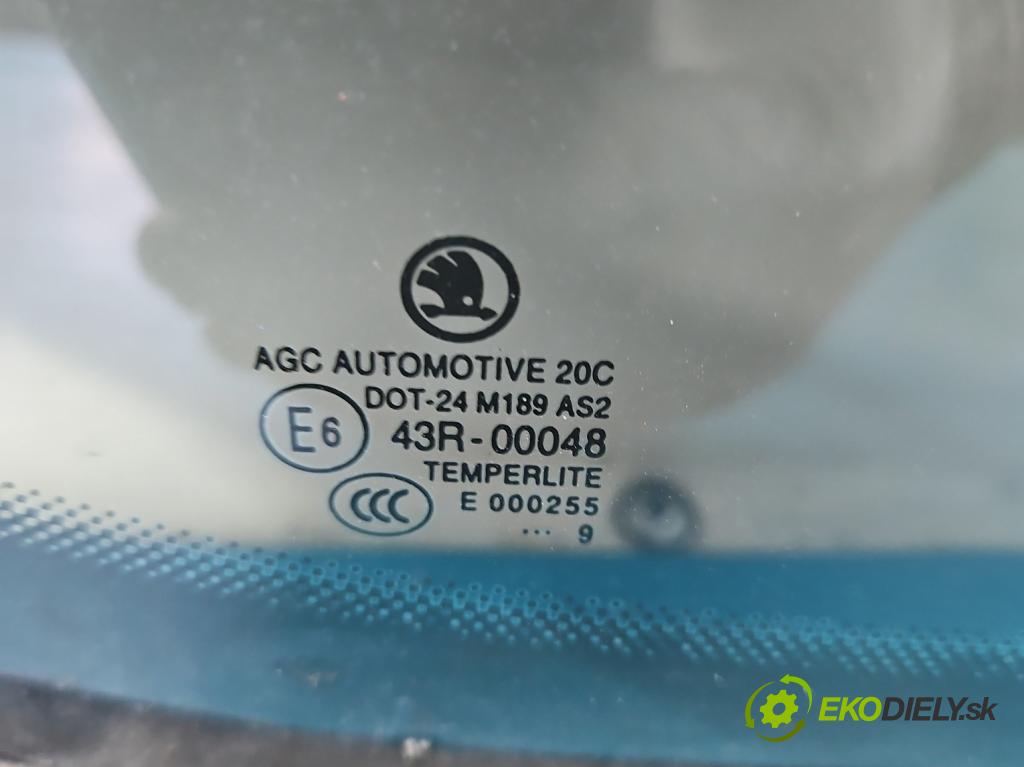 AGC AUTOMOTIVE 20C
DOT-24 M189 AS2
E6 43R-00048
TEMPERLITE
CCC E 000255
... 9
EKODIELY.sk